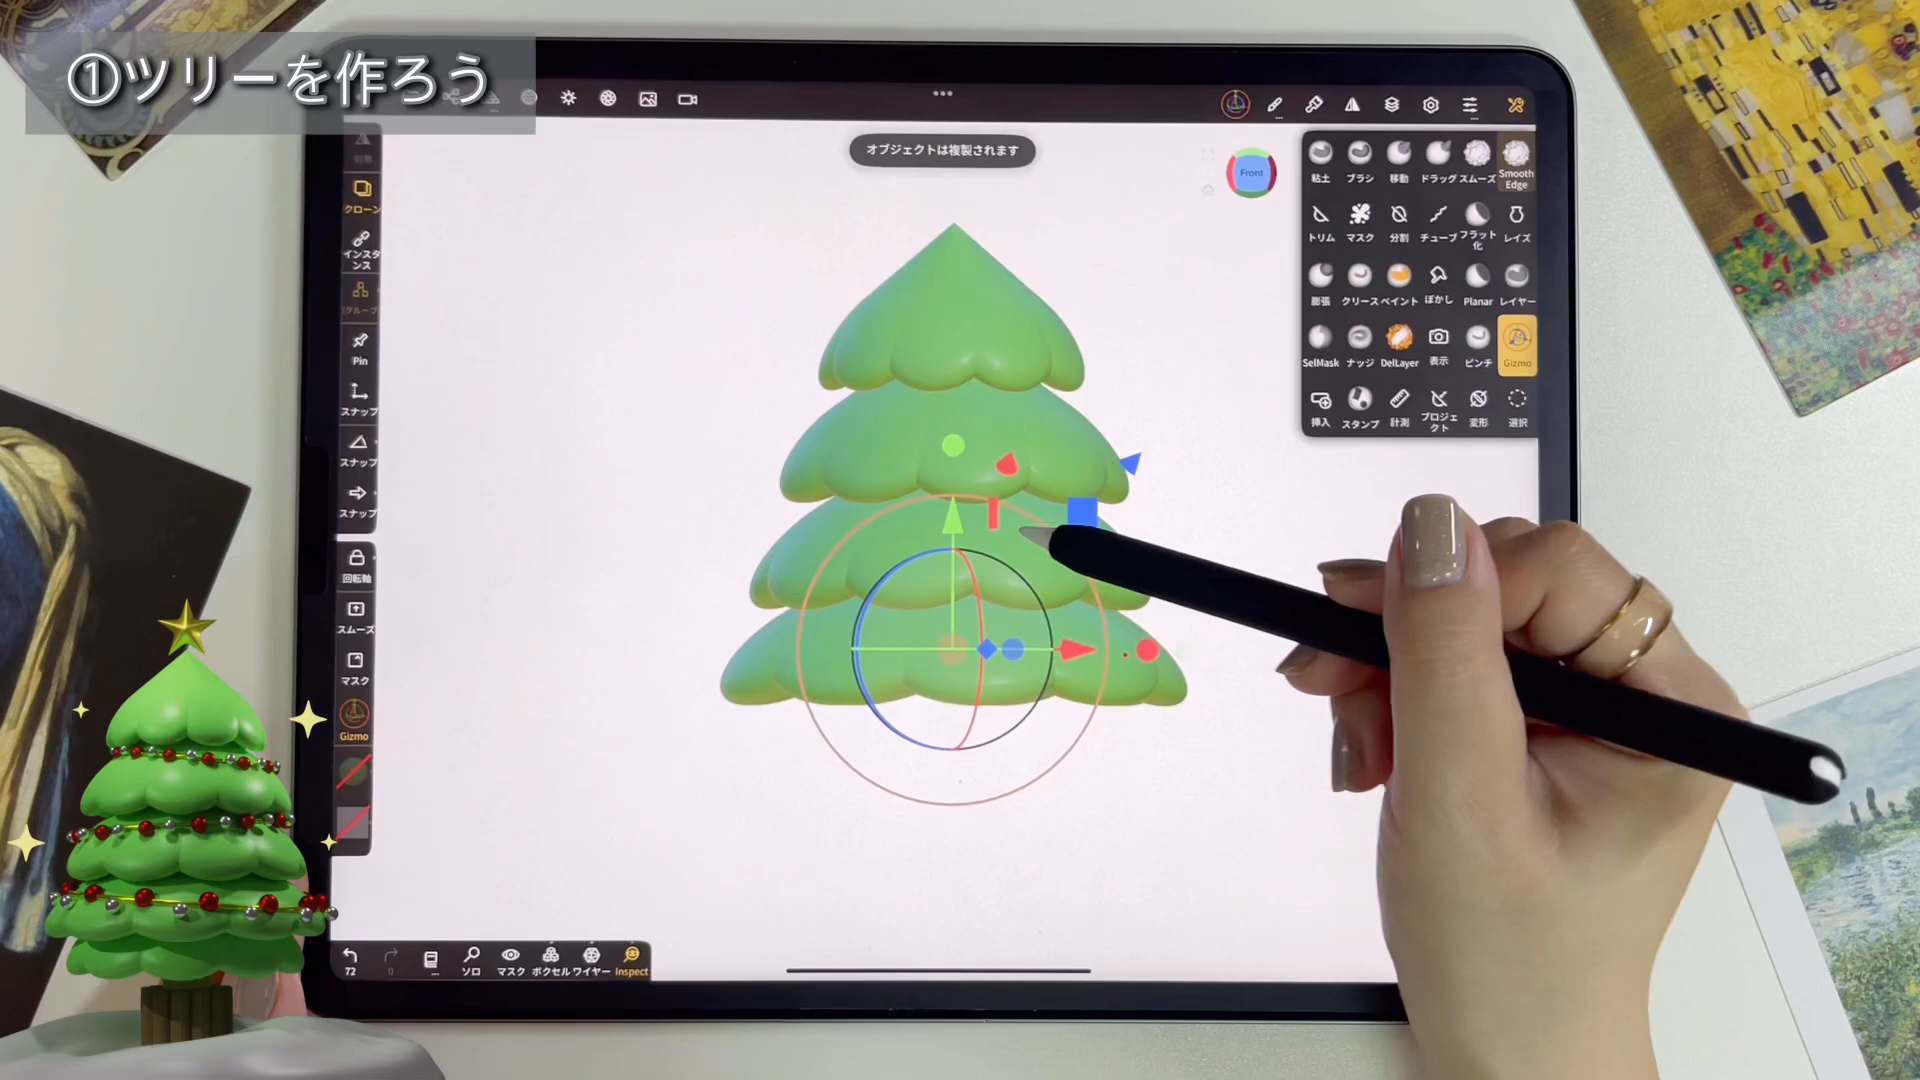 ①ツリーを作ろう
オブジェクトは複製されます
Front
クローン
インスタ
ンス
Pin
スナップ
スナップ
スナップ
回転軸
スムーズ
マスク
Gizmo
粘土 ブラシ 移動 ドラッグ スムーズ Smooth
Edge
トリム マスク 分割 チューブ フラット
化 レイズ
膨張 クリース ペイント ぼかし Planar レイヤー
SelMask ナッジ DelLayer 表示 ピンチ Gizmo
挿入 スタンプ 計測 プロジェ
クト 変形 選択
72 0 ... ソロ マスク ボクセル ワイヤー Inspect